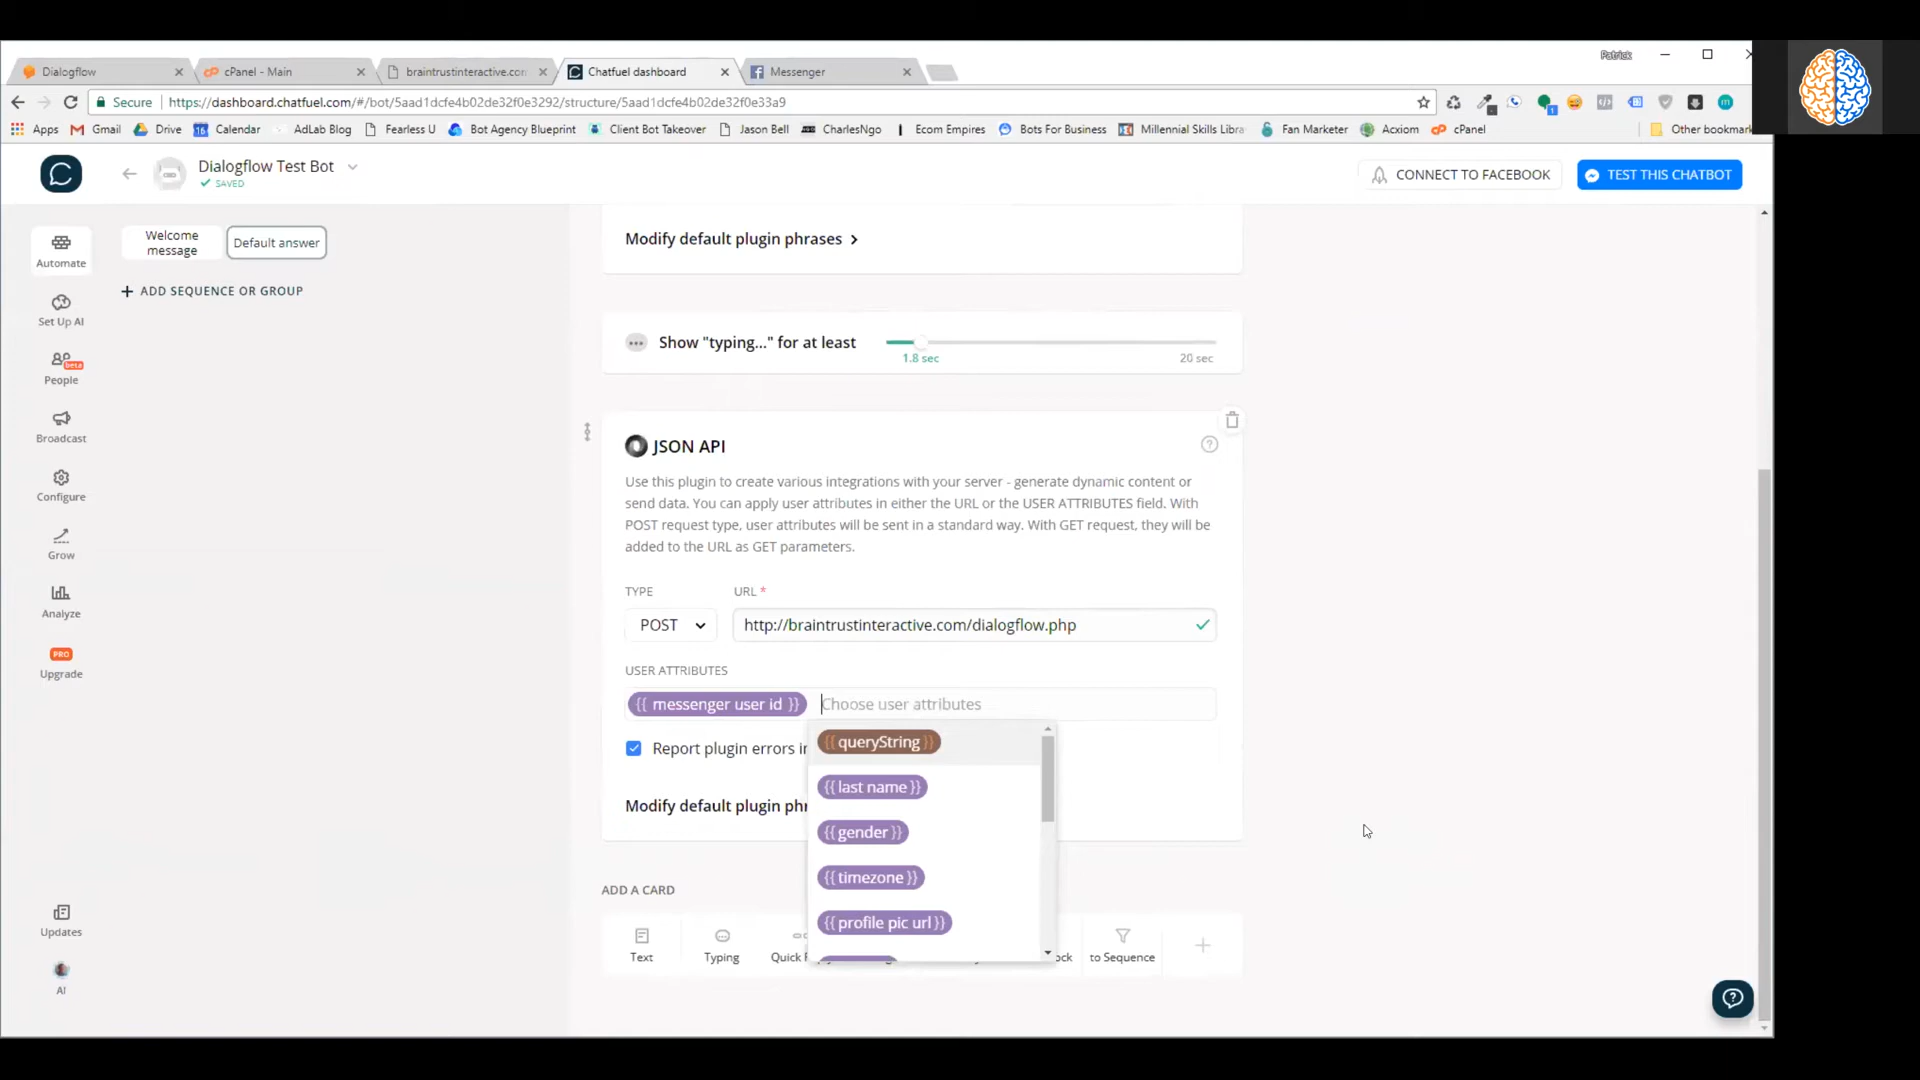 Patrick
Dialogflow
cPanel - Main
braintrustinteractive.com
Chatfuel dashboard
Messenger
Secure
https://dashboard.chatfuel.com/#/bot/5aad1dcfe4b02de32f0e3292/structure/5aad1dcfe4b02de32f0e33a9
Apps
Gmail
Drive
16
Calendar
AdLab Blog
Fearless U
Bot Agency Blueprint
Client Bot Takeover
Jason Bell
CharlesNgo
Ecom Empires
Bots For Business
Millennial Skills Libra
Fan Marketer
Acxiom
cPanel
Other bookmark
Dialogflow Test Bot
SAVED
CONNECT TO FACEBOOK
TEST THIS CHATBOT
Automate
Set Up AI
People
beta
Broadcast
Configure
Grow
Analyze
PRO
Upgrade
Updates
AI
Welcome
message
Default answer
ADD SEQUENCE OR GROUP
Modify default plugin phrases
Show "typing..." for at least
1.8 sec
20 sec
JSON API
Use this plugin to create various integrations with your server - generate dynamic content or
send data. You can apply user attributes in either the URL or the USER ATTRIBUTES field. With
POST request type, user attributes will be sent in a standard way. With GET request, they will be
added to the URL as GET parameters.
TYPE
URL *
POST
http://braintrustinteractive.com/dialogflow.php
USER ATTRIBUTES
{{ messenger user id }}
Choose user attributes
Report plugin errors in
Modify default plugin phr
{{ queryString }}
{{ last name }}
{{ gender }}
{{ timezone }}
{{ profile pic url }}
ADD A CARD
Text
Typing
Quick
ock
to Sequence